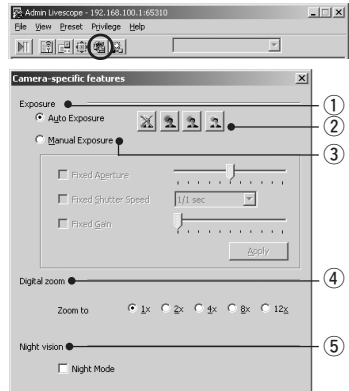 Admin Livescope - 192.168.100.1:65310
File View Preset Privilege Help
Camera-specific features
Exposure ①
Auto Exposure
②
Manual Exposure ③
Fixed Aperture
Fixed Shutter Speed 1/1 sec
Fixed Gain
Apply
Digital zoom ④
Zoom to 1x 2x 4x 8x 12x
Night vision ⑤
Night Mode